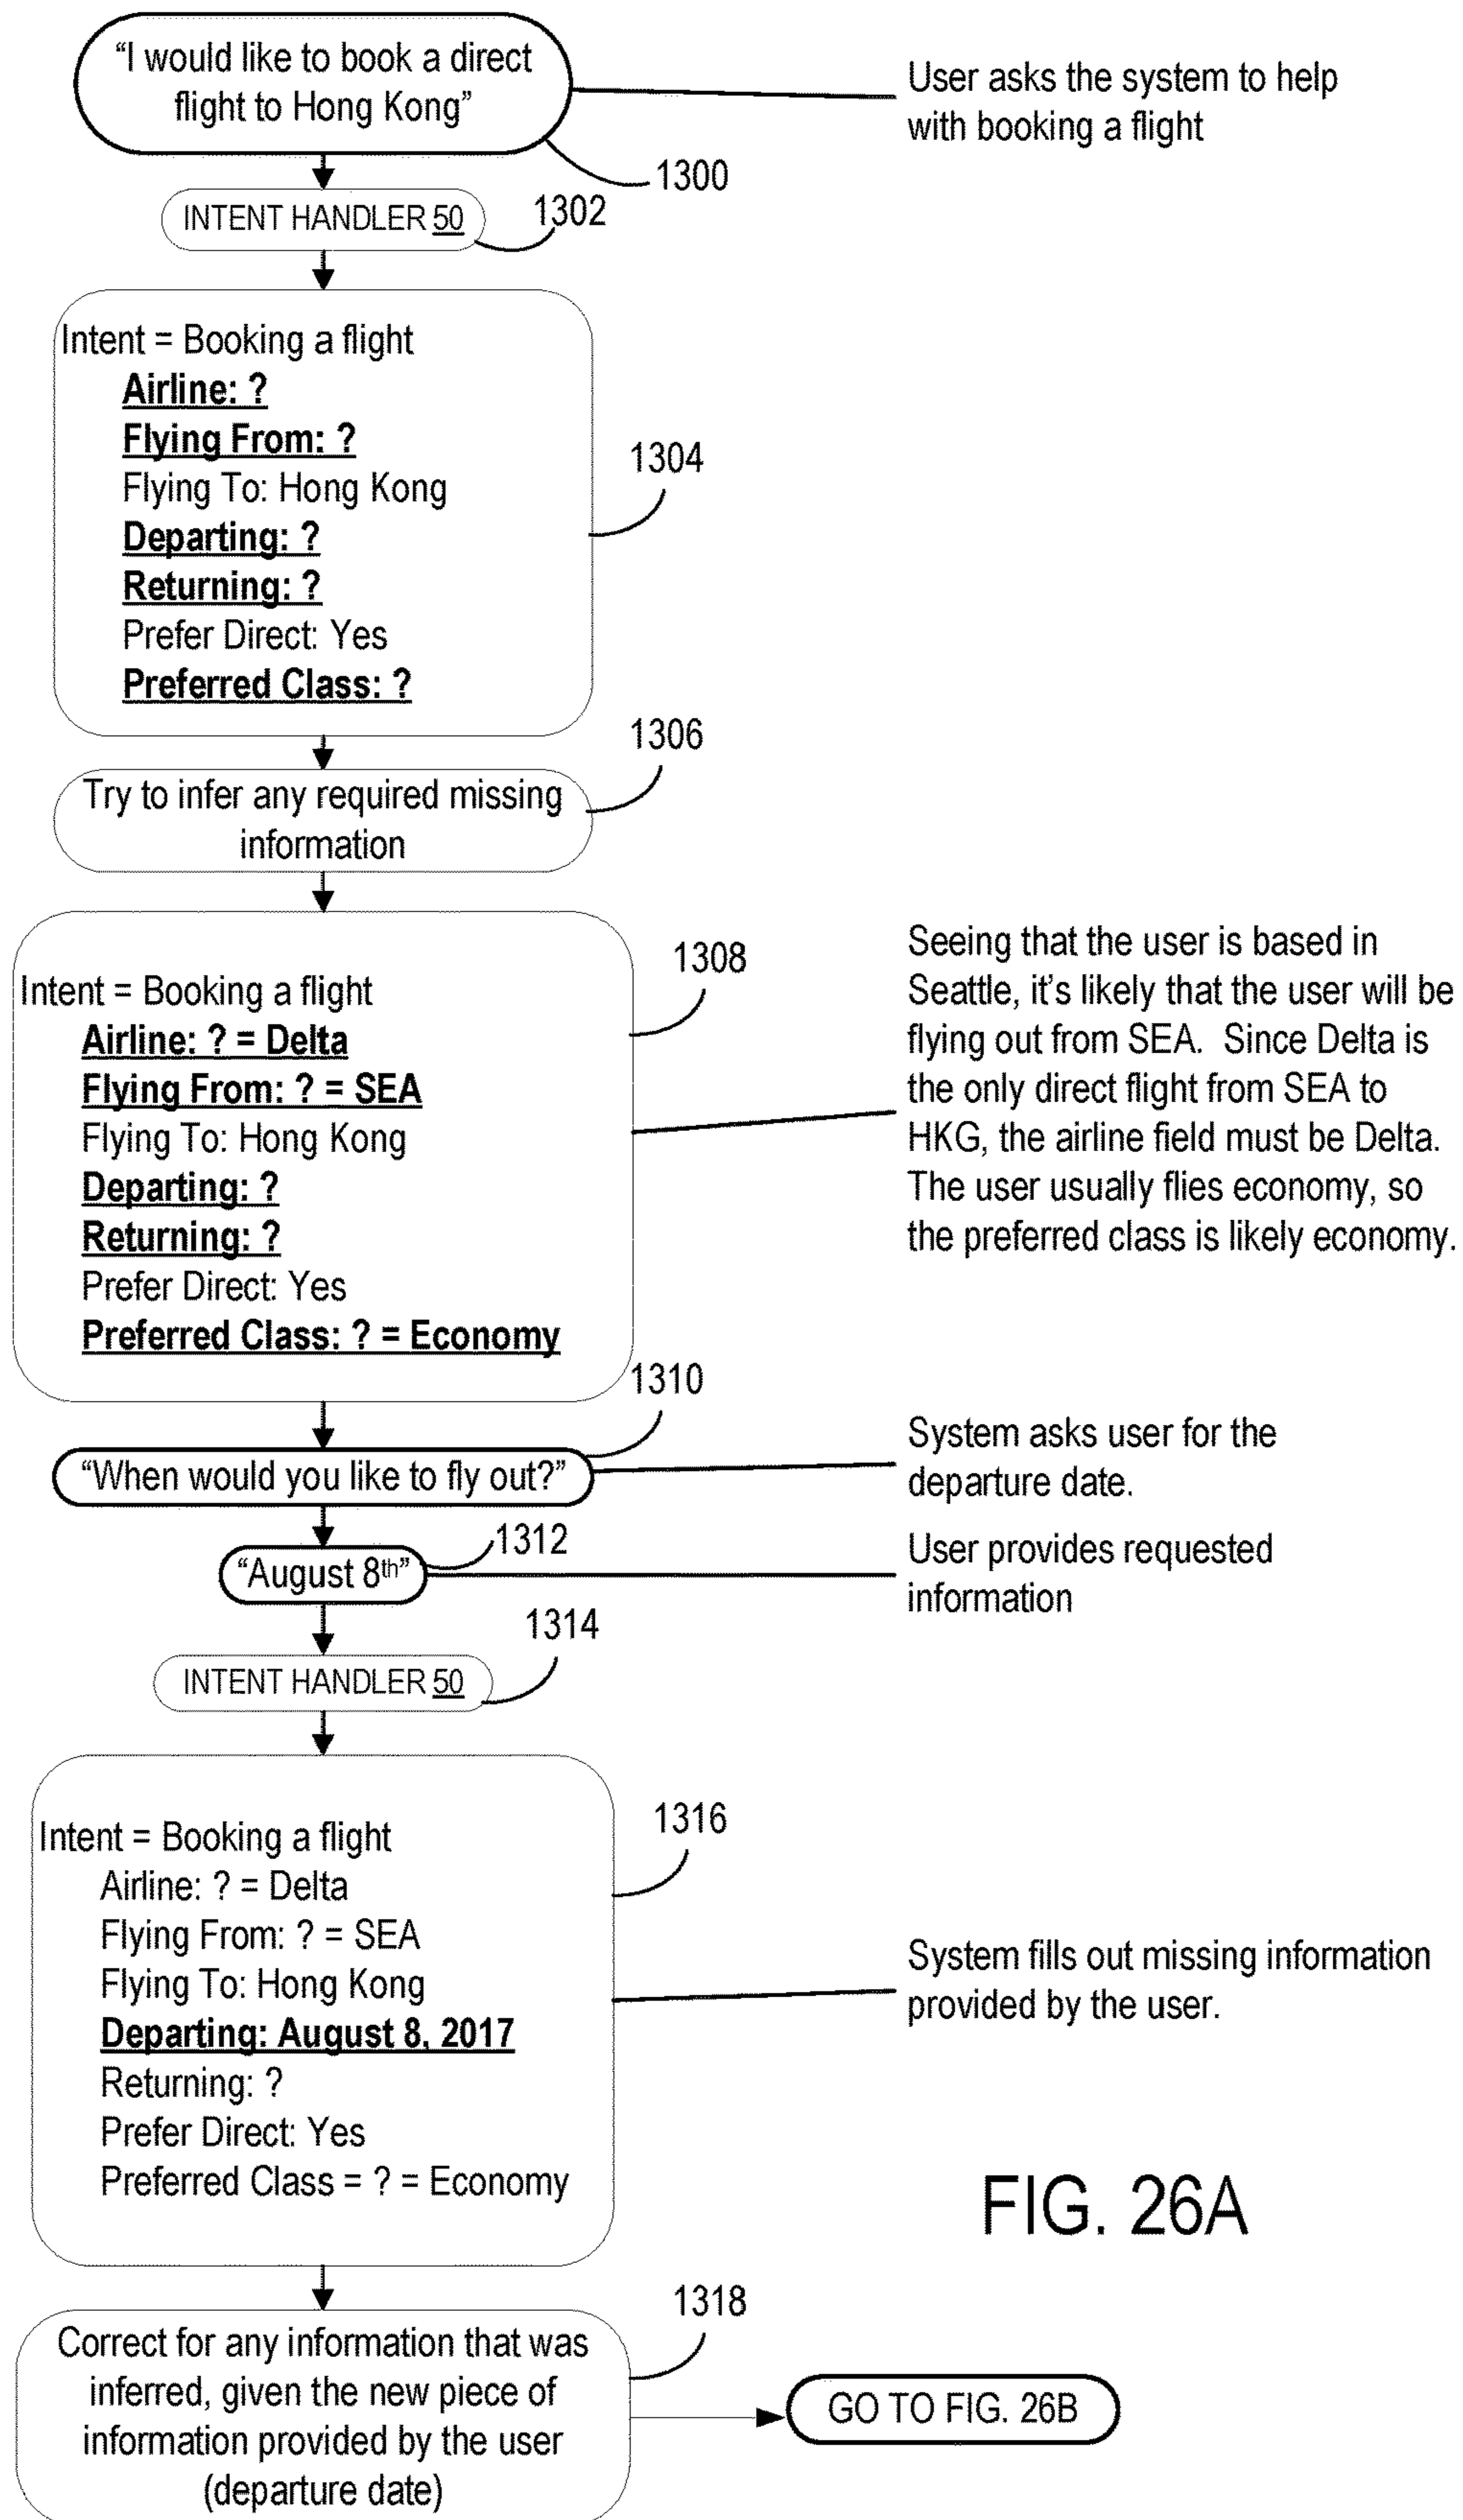 “I would like to book a direct
flight to Hong Kong”
User asks the system to help
with booking a flight
1300
INTENT HANDLER 50
1302
Intent = Booking a flight
Airline: ?
Flying From: ?
Flying To: Hong Kong
Departing: ?
Returning: ?
Prefer Direct: Yes
Preferred Class: ?
1304
1306
Try to infer any required missing
information
1308
Intent = Booking a flight
Airline: ? = Delta
Flying From: ? = SEA
Flying To: Hong Kong
Departing: ?
Returning: ?
Prefer Direct: Yes
Preferred Class: ? = Economy
Seeing that the user is based in
Seattle, it’s likely that the user will be
flying out from SEA. Since Delta is
the only direct flight from SEA to
HKG, the airline field must be Delta.
The user usually flies economy, so
the preferred class is likely economy.
1310
“When would you like to fly out?”
System asks user for the
departure date.
1312
“August 8th”
User provides requested
information
1314
INTENT HANDLER 50
1316
Intent = Booking a flight
Airline: ? = Delta
Flying From: ? = SEA
Flying To: Hong Kong
Departing: August 8, 2017
Returning: ?
Prefer Direct: Yes
Preferred Class = ? = Economy
System fills out missing information
provided by the user.
FIG. 26A
1318
Correct for any information that was
inferred, given the new piece of
information provided by the user
(departure date)
GO TO FIG. 26B